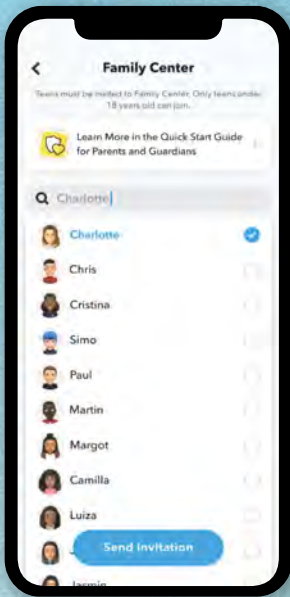 Family Center
Teens must be invited to Family Center. Only teens under
18 years old can join.
Learn More in the Quick Start Guide
for Parents and Guardians
Charlotte
Charlotte
Chris
Cristina
Simo
Paul
Martin
Margot
Camilla
Luiza
Send Invitation
Jasmin